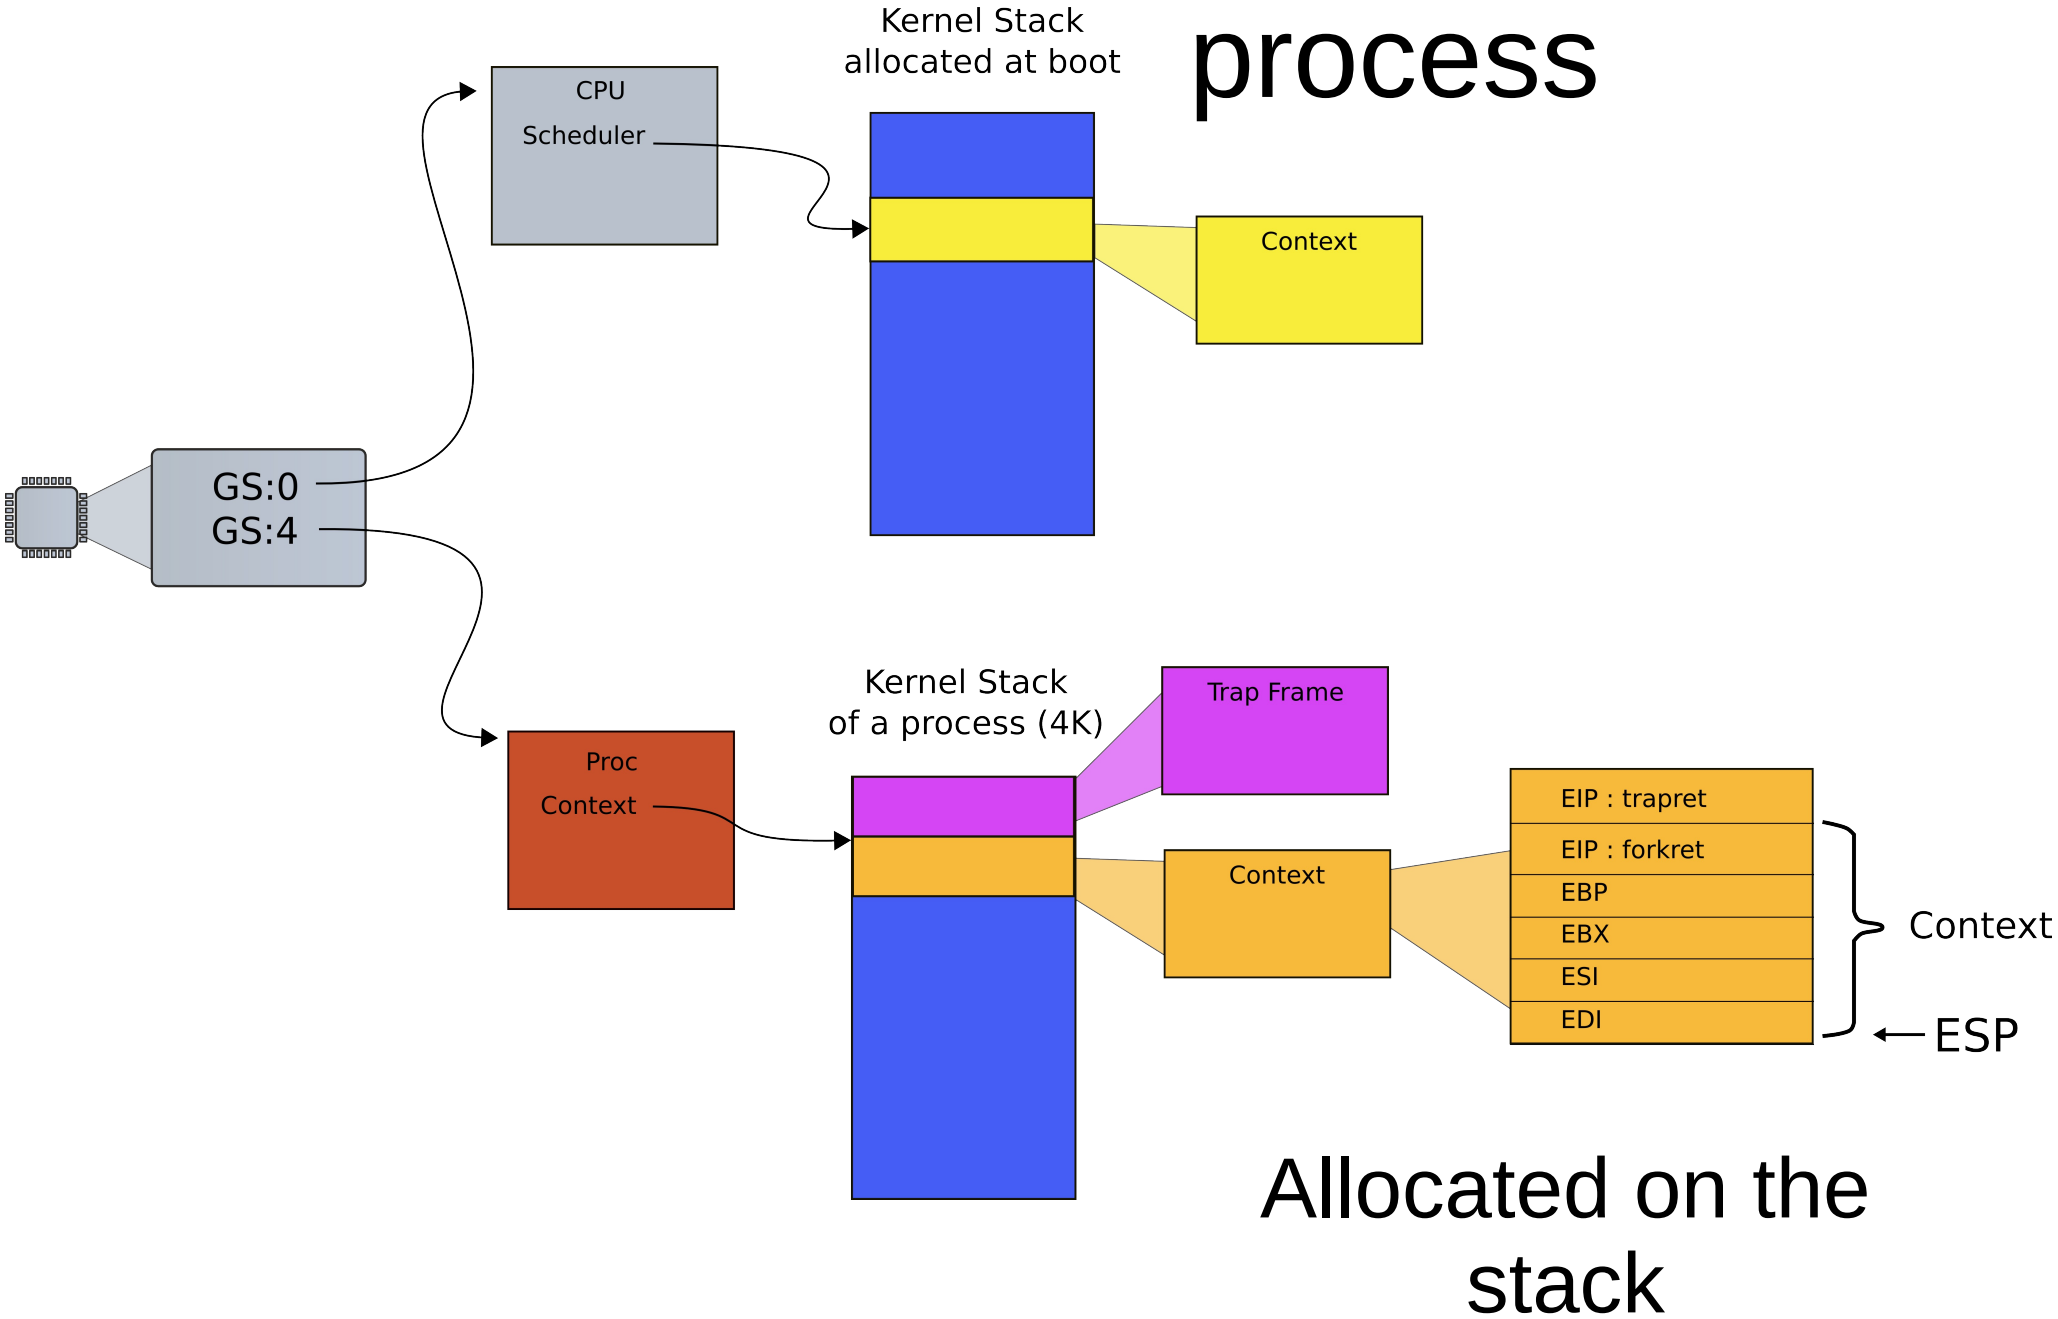 Kernel Stack
allocated at boot
process
CPU
Scheduler
Context
GS:0
GS:4
Kernel Stack
of a process (4K)
Trap Frame
Proc
Context
Context
EIP : trapret
EIP : forkret
EBP
EBX
ESI
EDI
Context
ESP
Allocated on the
stack